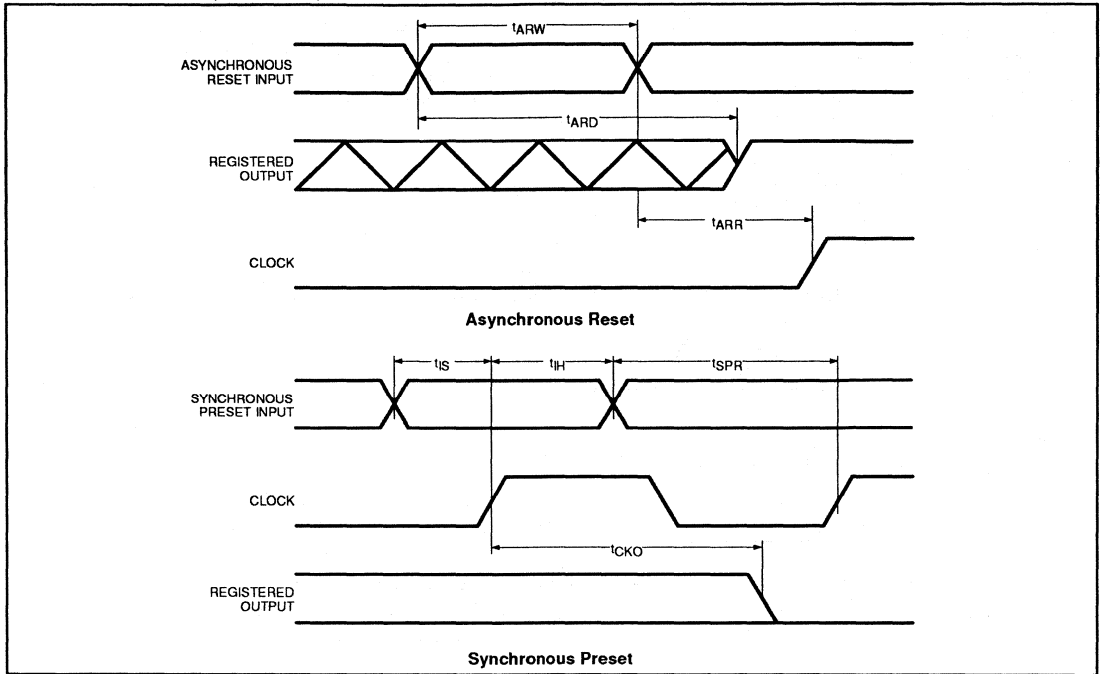 tARW
ASYNCHRONOUS
RESET INPUT
tARD
REGISTERED
OUTPUT
tARR
CLOCK
Asynchronous Reset
tIS
tIH
tSPR
SYNCHRONOUS
PRESET INPUT
CLOCK
tCKO
REGISTERED
OUTPUT
Synchronous Preset